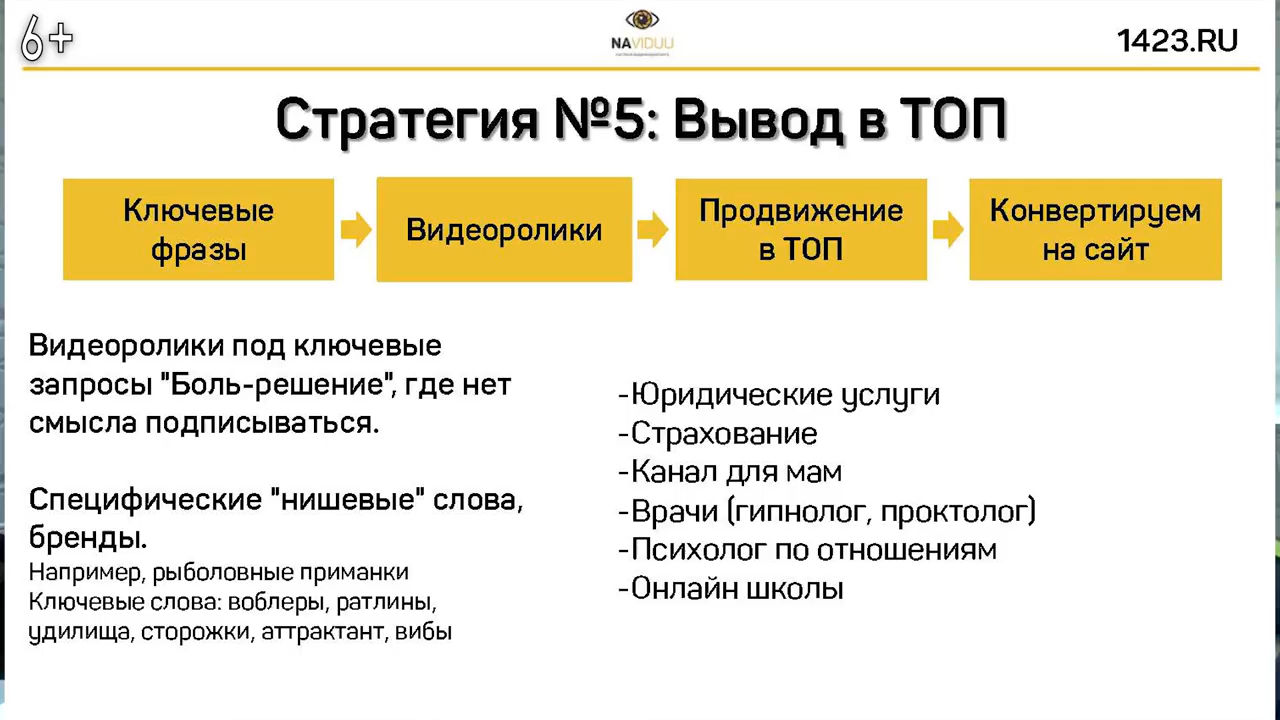 6+
NAVIDUU
1423.RU
Стратегия №5: Вывод в ТОП
Ключевые
фразы
Видеоролики
Продвижение
в ТОП
Конвертируем
на сайт
Видеоролики под ключевые
запросы "Боль-решение", где нет
смысла подписываться.
Специфические "нишевые" слова,
бренды.
Например, рыболовные приманки
Ключевые слова: воблеры, ратлины,
удилища, сторожки, аттрактант, вибы
-Юридические услуги
-Страхование
-Канал для мам
-Врачи (гипнолог, проктолог)
-Психолог по отношениям
-Онлайн школы